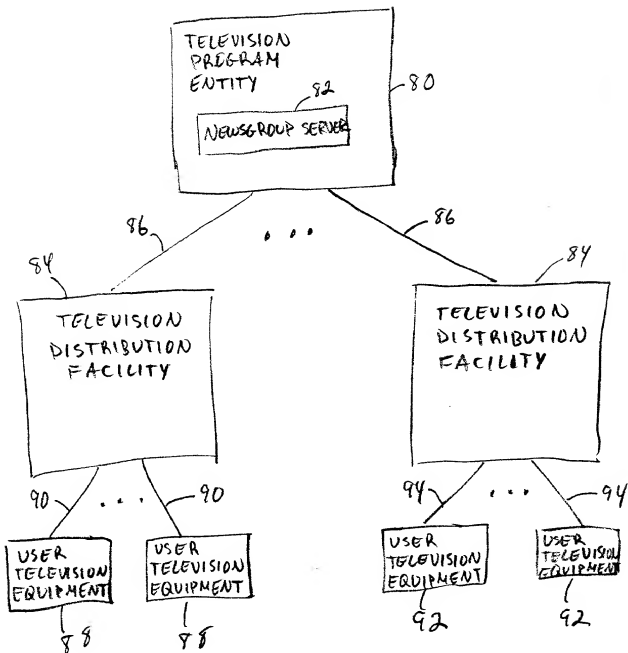 TELEVISION
PROGRAM
ENTITY
82
80
NEWSGROUP SERVER
86
86
84
84
TELEVISION
DISTRIBUTION
FACILITY
TELEVISION
DISTRIBUTION
FACILITY
90
90
94
94
USER
TELEVISION
EQUIPMENT
USER
TELEVISION
EQUIPMENT
USER
TELEVISION
EQUIPMENT
USER
TELEVISION
EQUIPMENT
88
88
92
92